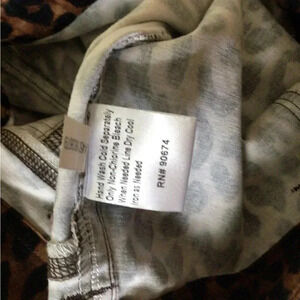 Hand Wash Cold Separately
Only Non-Chlorine Bleach
When Needed Line Dry Cool
Iron as Needed
RN# 90674